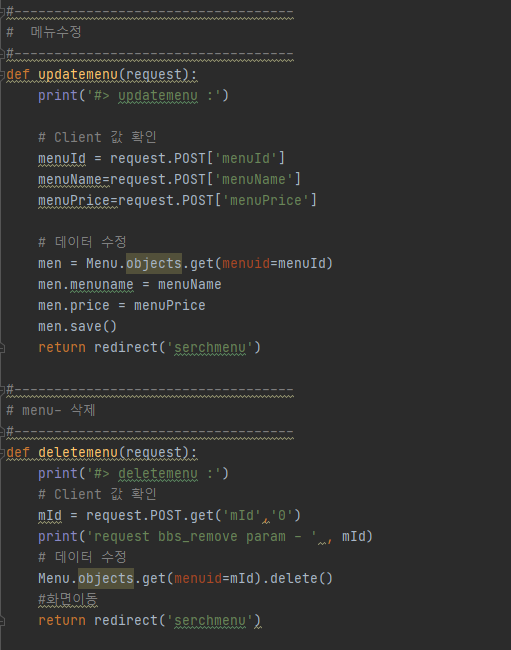 #-----------------------------------
#  메뉴수정
#-----------------------------------
def updatemenu(request):
    print('#> updatemenu :')

    # Client 값 확인
    menuId = request.POST['menuId']
    menuName=request.POST['menuName']
    menuPrice=request.POST['menuPrice']

    # 데이터 수정
    men = Menu.objects.get(menuid=menuId)
    men.menuname = menuName
    men.price = menuPrice
    men.save()
    return redirect('serchmenu')

#-----------------------------------
# menu- 삭제
#-----------------------------------
def deletemenu(request):
    print('#> deletemenu :')
    # Client 값 확인
    mId = request.POST.get('mId','0')
    print('request bbs_remove param - ' , mId)
    # 데이터 수정
    Menu.objects.get(menuid=mId).delete()
    #화면이동
    return redirect('serchmenu')